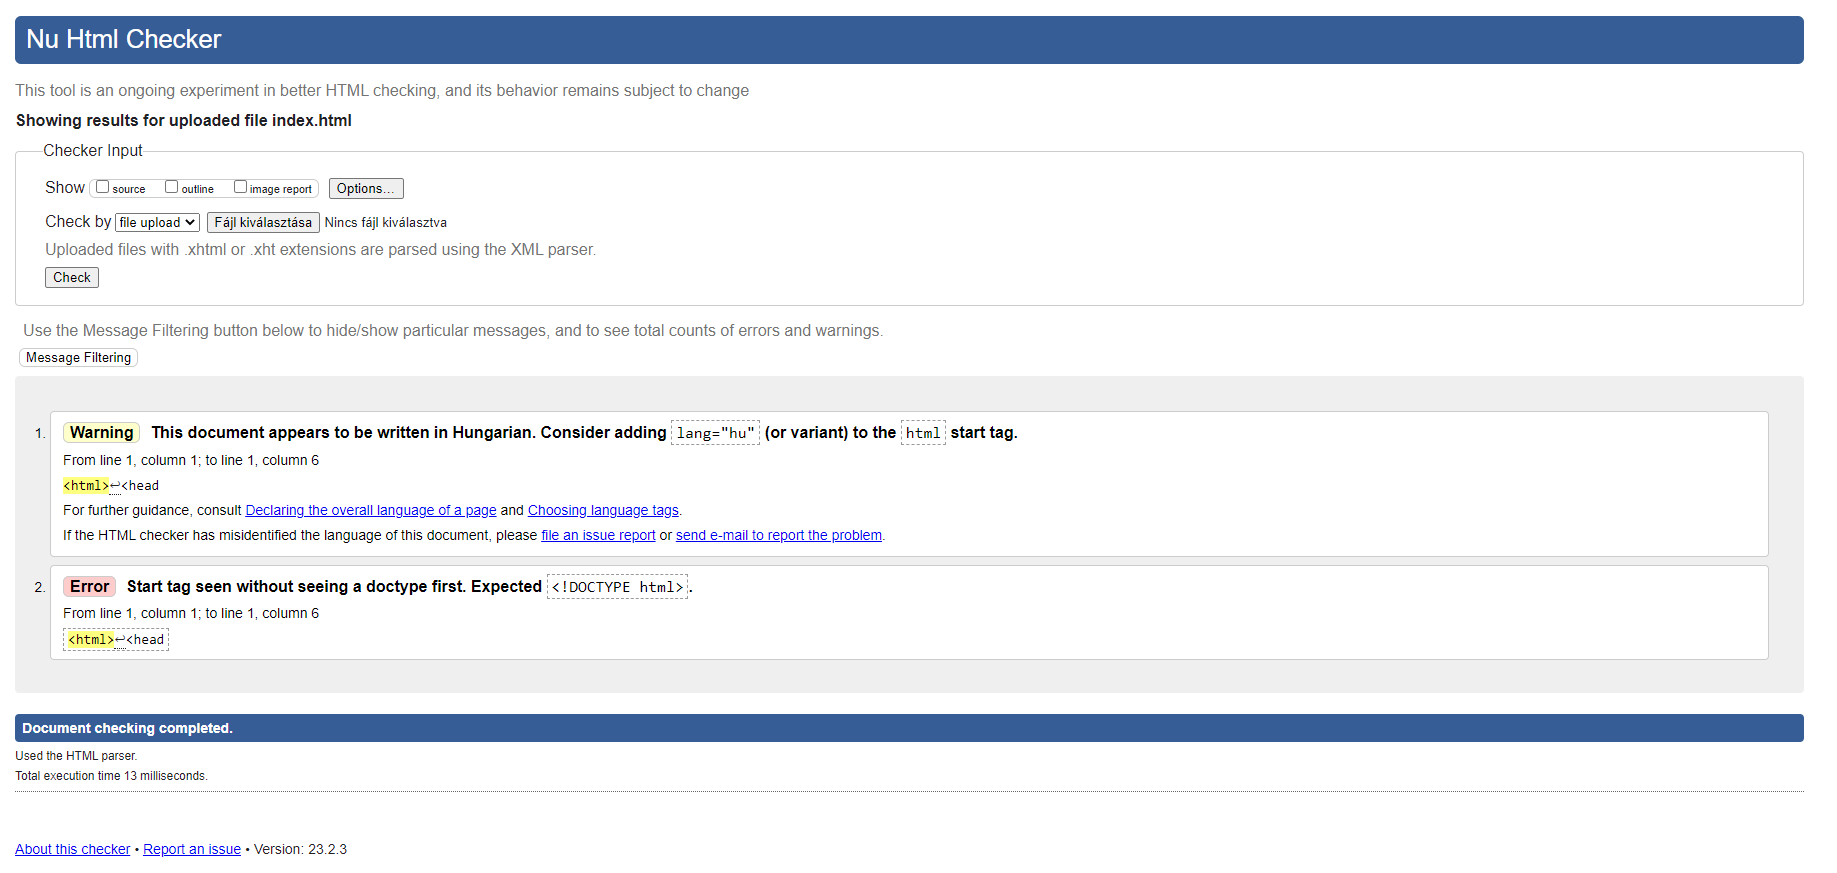 Nu Html Checker
This tool is an ongoing experiment in better HTML checking, and its behavior remains subject to change
Showing results for uploaded file index.html
Checker Input
Show source outline image report Options...
Check by file upload Fájl kiválasztása Nincs fájl kiválasztva
Uploaded files with .xhtml or .xht extensions are parsed using the XML parser.
Check
Use the Message Filtering button below to hide/show particular messages, and to see total counts of errors and warnings.
Message Filtering
1. Warning This document appears to be written in Hungarian. Consider adding lang="hu" (or variant) to the html start tag.
From line 1, column 1; to line 1, column 6
<html>↩<head
For further guidance, consult Declaring the overall language of a page and Choosing language tags.
If the HTML checker has misidentified the language of this document, please file an issue report or send e-mail to report the problem.
2. Error Start tag seen without seeing a doctype first. Expected <!DOCTYPE html>.
From line 1, column 1; to line 1, column 6
<html>↩<head
Document checking completed.
Used the HTML parser.
Total execution time 13 milliseconds.
About this checker • Report an issue • Version: 23.2.3